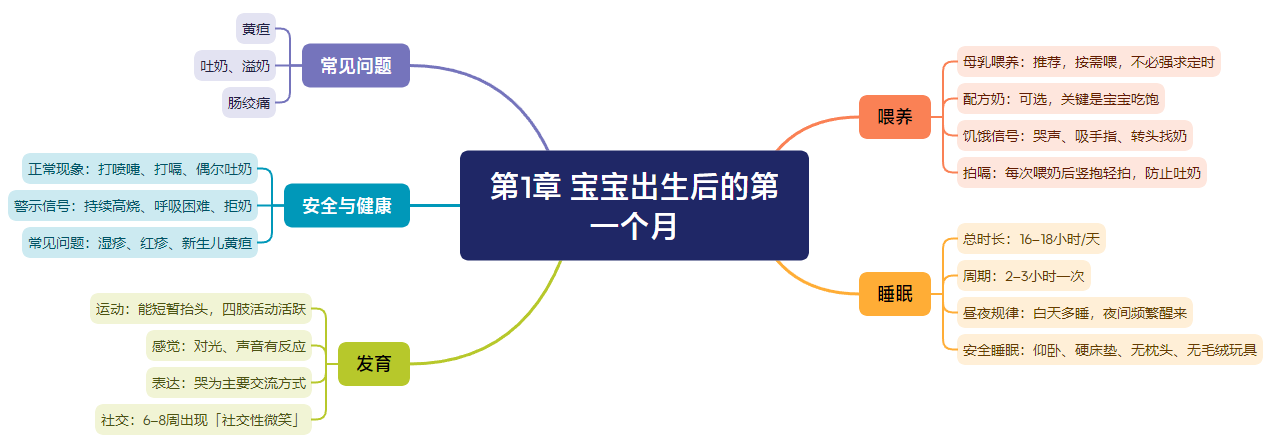 第1章 宝宝出生后的第
一个月
喂养
母乳喂养：推荐，按需喂，不必强求定时
配方奶：可选，关键是宝宝吃饱
饥饿信号：哭声、吸手指、转头找奶
拍嗝：每次喂奶后竖抱轻拍，防止吐奶
睡眠
总时长：16–18小时/天
周期：2–3小时一次
昼夜规律：白天多睡，夜间频繁醒来
安全睡眠：仰卧、硬床垫、无枕头、无毛绒玩具
发育
运动：能短暂抬头，四肢活动活跃
感觉：对光、声音有反应
表达：哭为主要交流方式
社交：6–8周出现「社交性微笑」
安全与健康
正常现象：打喷嚏、打嗝、偶尔吐奶
警示信号：持续高烧、呼吸困难、拒奶
常见问题：湿疹、红疹、新生儿黄疸
常见问题
黄疸
吐奶、溢奶
肠绞痛